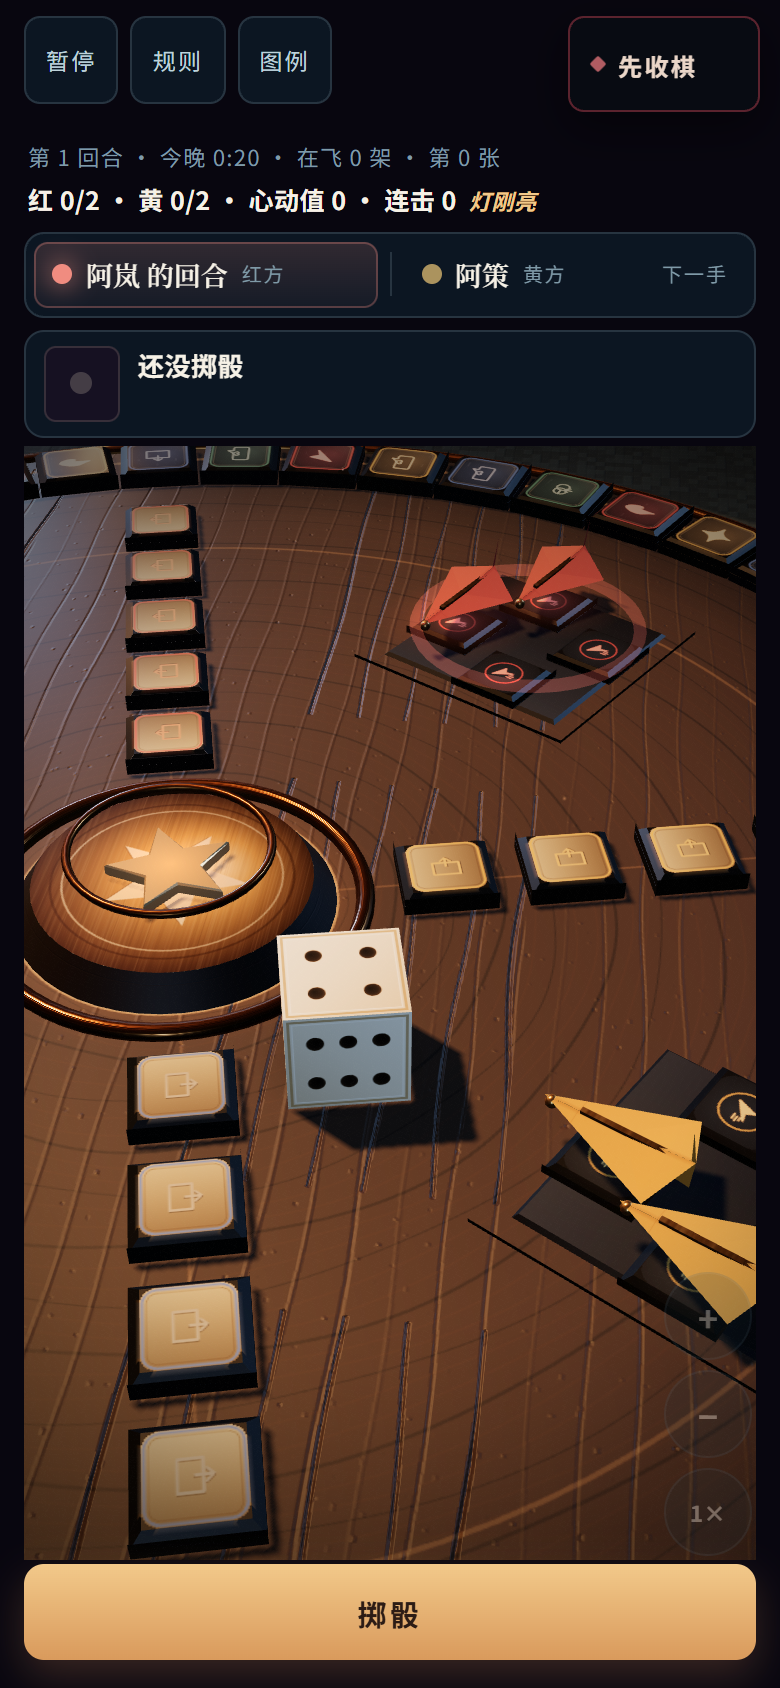 暂停 规则 图例 先收棋
第 1 回合 · 今晚 0:20 · 在飞 0 架 · 第 0 张
红 0/2 · 黄 0/2 · 心动值 0 · 连击 0 灯刚亮
阿岚 的回合 红方 阿策 黄方 下一手
还没掷骰
+
−
1×
掷骰